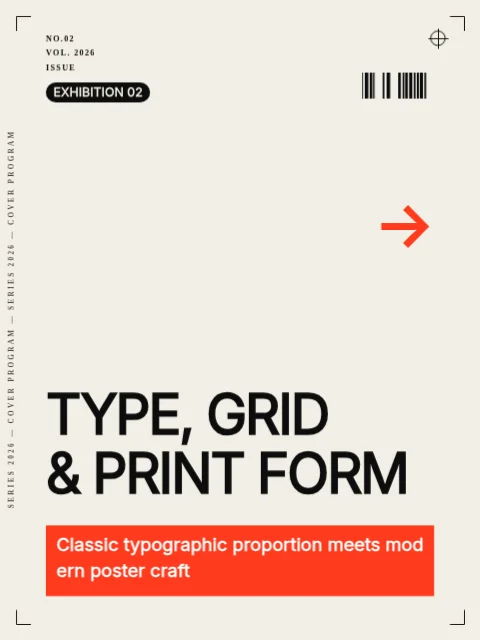 NO.02
VOL. 2026
ISSUE
EXHIBITION 02
SERIES 2026 — COVER PROGRAM — SERIES 2026 — COVER PROGRAM
TYPE, GRID
& PRINT FORM
Classic typographic proportion meets mod
ern poster craft